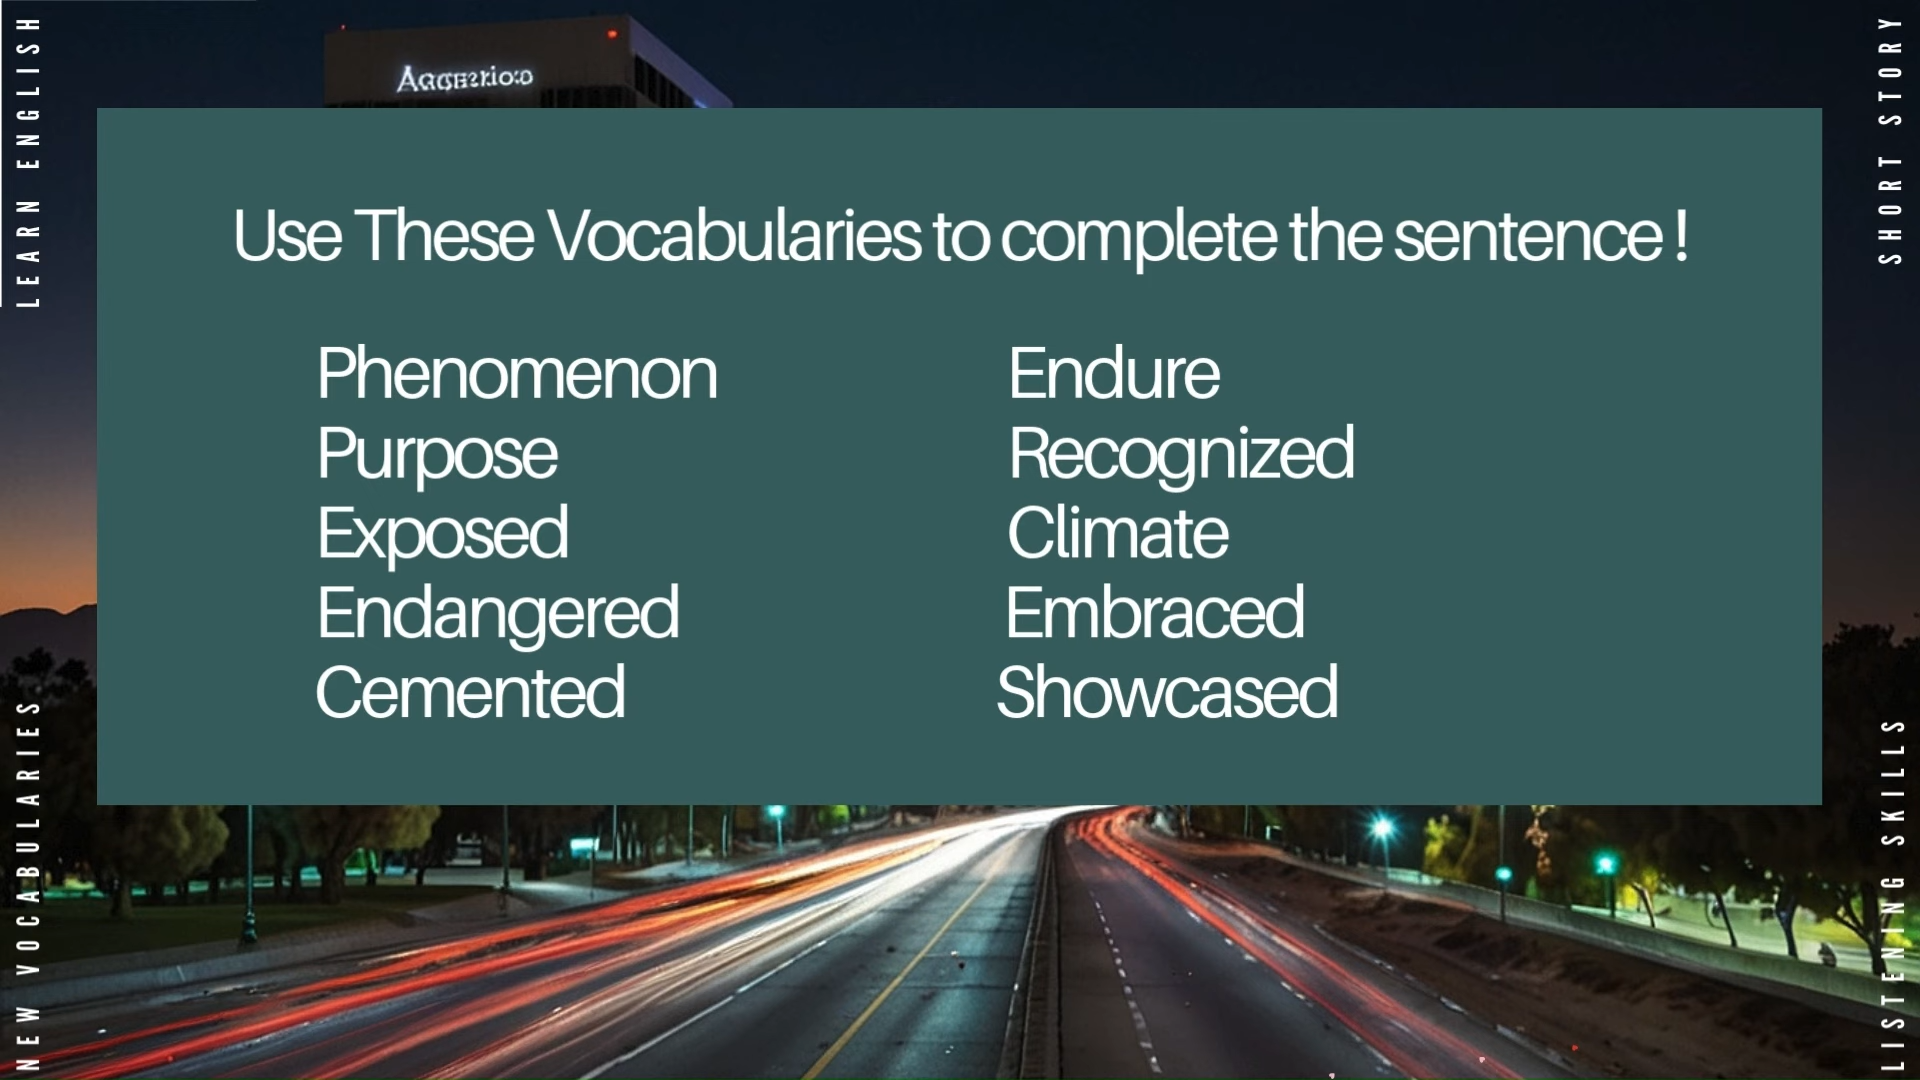 LEARN ENGLISH
SHORT STORY
Use These Vocabularies to complete the sentence !
Phenomenon
Purpose
Exposed
Endangered
Cemented
Endure
Recognized
Climate
Embraced
Showcased
NEW VOCABULARIES
LISTENING SKILLS